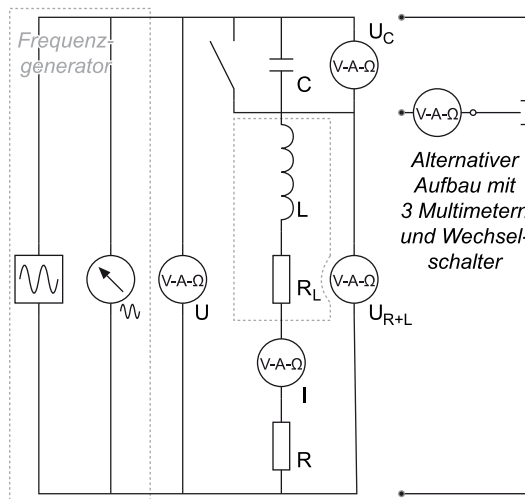 Frequenz-
generator
U_C
V-A-Ω
C
V-A-Ω
Alternativer
Aufbau mit
3 Multimetern
und Wechsel-
schalter
L
V-A-Ω
U
R_L
V-A-Ω
U_R+L
V-A-Ω
I
R